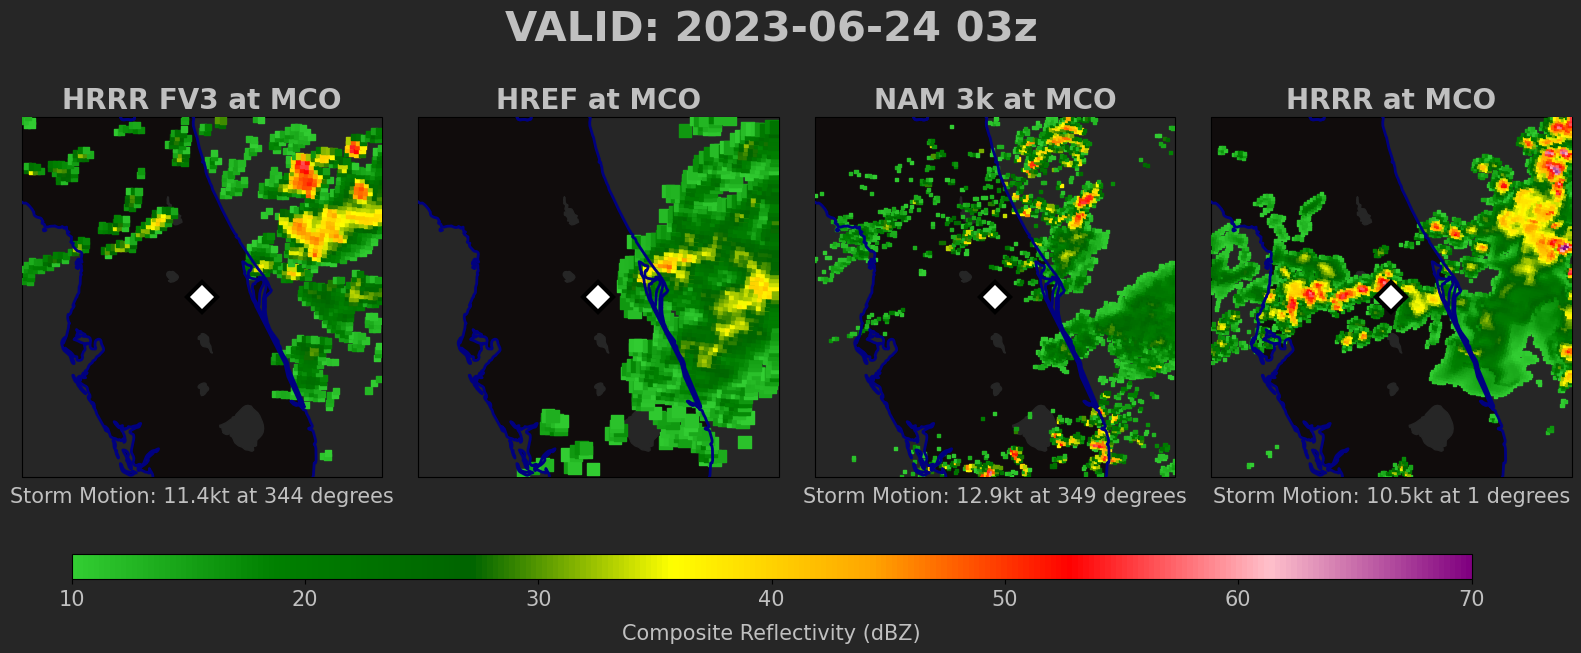 VALID: 2023-06-24 03z
HRRR FV3 at MCO
HREF at MCO
NAM 3k at MCO
HRRR at MCO
Storm Motion: 11.4kt at 344 degrees
Storm Motion: 12.9kt at 349 degrees
Storm Motion: 10.5kt at 1 degrees
10 20 30 40 50 60 70
Composite Reflectivity (dBZ)